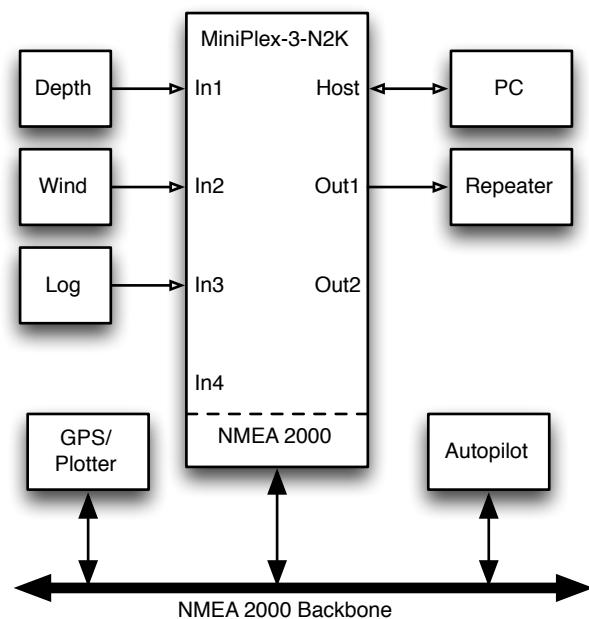 MiniPlex-3-N2K
Depth
In1
Host
PC
Wind
In2
Out1
Repeater
Log
In3
Out2
In4
GPS/
Plotter
NMEA 2000
Autopilot
NMEA 2000 Backbone